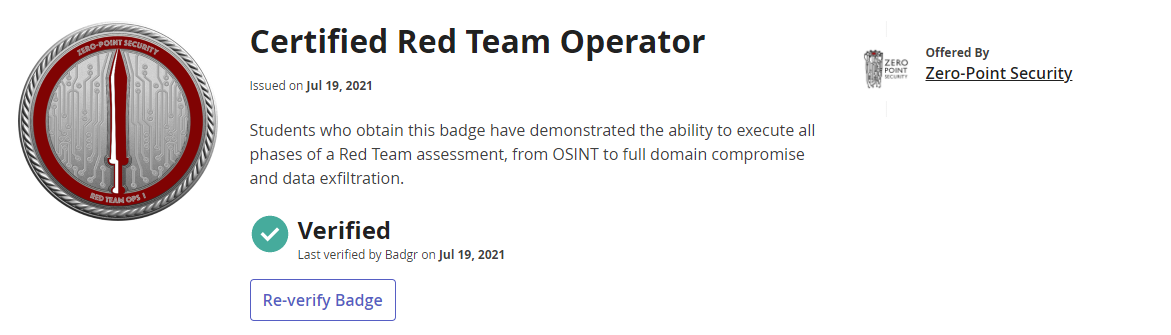 ZERO-POINT SECURITY
RED TEAM OPS 1
Certified Red Team Operator
Issued on Jul 19, 2021
Students who obtain this badge have demonstrated the ability to execute all
phases of a Red Team assessment, from OSINT to full domain compromise
and data exfiltration.
Verified
Last verified by Badgr on Jul 19, 2021
Re-verify Badge
ZERO
POINT
SECURITY
Offered By
Zero-Point Security